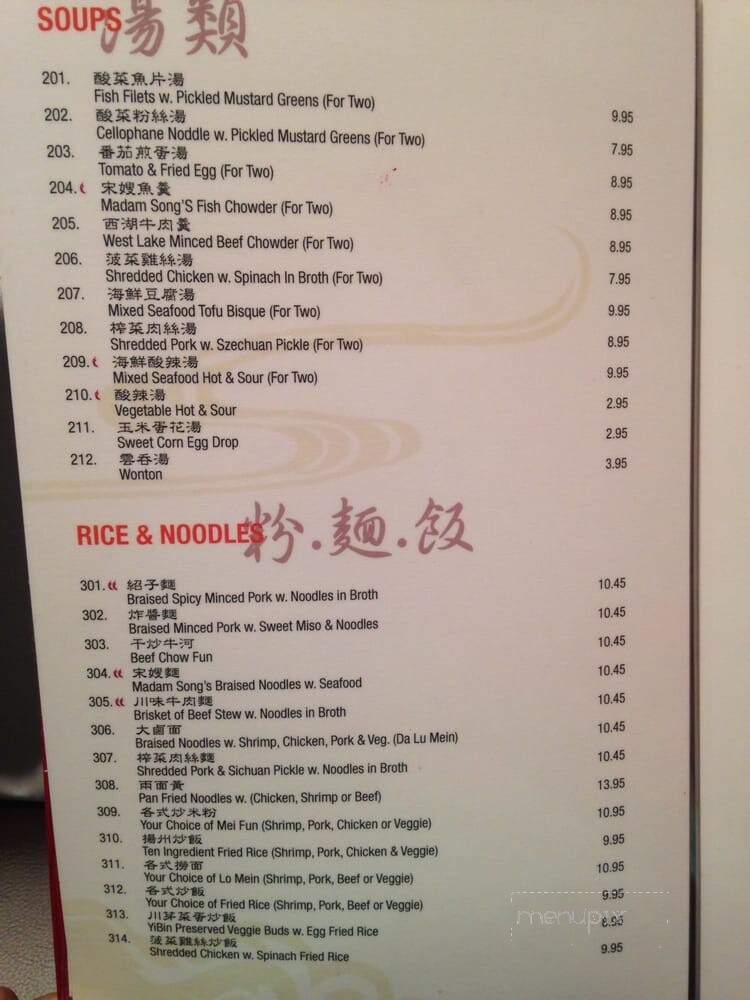 SOUPS 湯類
201. 酸菜魚片湯
Fish Filets w. Pickled Mustard Greens (For Two) 9.95
202. 酸菜粉絲湯
Cellophane Noddle w. Pickled Mustard Greens (For Two) 7.95
203. 番茄煎蛋湯
Tomato & Fried Egg (For Two) 8.95
204. 宋嫂魚羹
Madam Song'S Fish Chowder (For Two) 8.95
205. 西湖牛肉羹
West Lake Minced Beef Chowder (For Two) 8.95
206. 菠菜雞絲湯
Shredded Chicken w. Spinach In Broth (For Two) 7.95
207. 海鮮豆腐湯
Mixed Seafood Tofu Bisque (For Two) 9.95
208. 榨菜肉絲湯
Shredded Pork w. Szechuan Pickle (For Two) 8.95
209. 海鮮酸辣湯
Mixed Seafood Hot & Sour (For Two) 9.95
210. 酸辣湯
Vegetable Hot & Sour 2.95
211. 玉米蛋花湯
Sweet Corn Egg Drop 2.95
212. 雲吞湯
Wonton 3.95
RICE & NOODLES 粉.麵.飯
301. 紹子麵
Braised Spicy Minced Pork w. Noodles in Broth 10.45
302. 炸醬麵
Braised Minced Pork w. Sweet Miso & Noodles 10.45
303. 干炒牛河
Beef Chow Fun 10.45
304. 宋嫂麵
Madam Song's Braised Noodles w. Seafood 10.45
305. 川味牛肉麵
Brisket of Beef Stew w. Noodles in Broth 10.45
306. 大鹵面
Braised Noodles w. Shrimp, Chicken, Pork & Veg. (Da Lu Mein) 10.45
307. 榨菜肉絲麵
Shredded Pork & Sichuan Pickle w. Noodles in Broth 10.45
308. 兩面黃
Pan Fried Noodles w. (Chicken, Shrimp or Beef) 13.95
309. 各式炒米粉
Your Choice of Mei Fun (Shrimp, Pork, Chicken or Veggie) 10.95
310. 揚州炒飯
Ten Ingredient Fried Rice (Shrimp, Pork, Chicken & Veggie) 9.95
311. 各式撈面
Your Choice of Lo Mein (Shrimp, Pork, Beef or Veggie) 10.95
312. 各式炒飯
Your Choice of Fried Rice (Shrimp, Pork, Beef or Veggie) 9.95
313. 川芽菜蛋炒飯
YiBin Preserved Veggie Buds w. Egg Fried Rice 8.95
314. 菠菜雞絲炒飯
Shredded Chicken w. Spinach Fried Rice 9.95
menupix